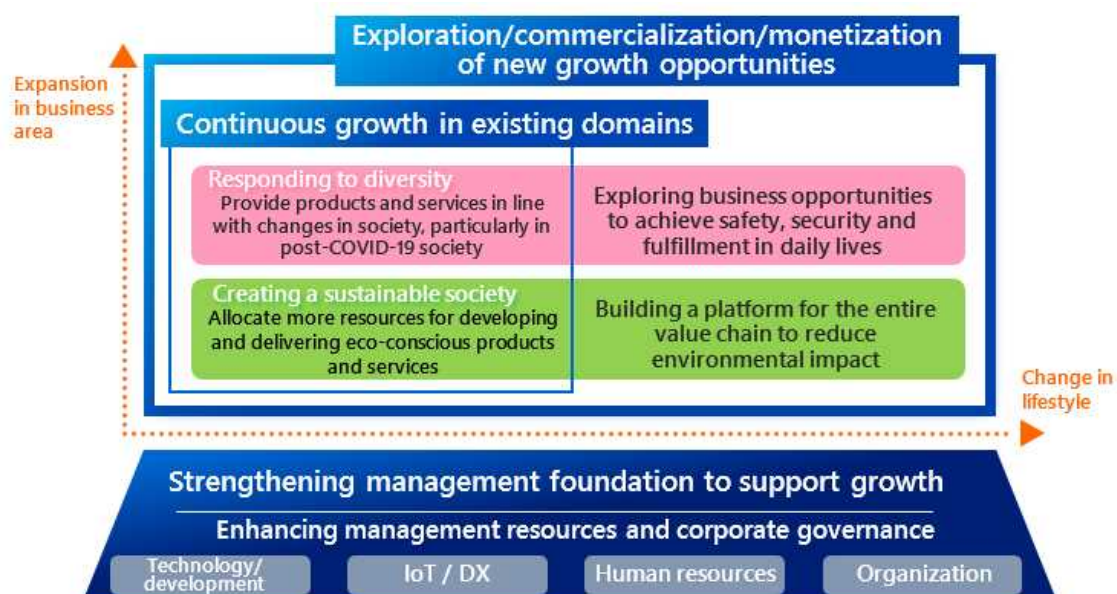 Exploration/commercialization/monetization
of new growth opportunities
Expansion
in business
area
Continuous growth in existing domains
Responding to diversity
Provide products and services in line
with changes in society, particularly in
post-COVID-19 society
Exploring business opportunities
to achieve safety, security and
fulfillment in daily lives
Creating a sustainable society
Allocate more resources for developing
and delivering eco-conscious products
and services
Building a platform for the entire
value chain to reduce
environmental impact
Change in
lifestyle
Strengthening management foundation to support growth
Enhancing management resources and corporate governance
Technology/
development
IoT / DX
Human resources
Organization